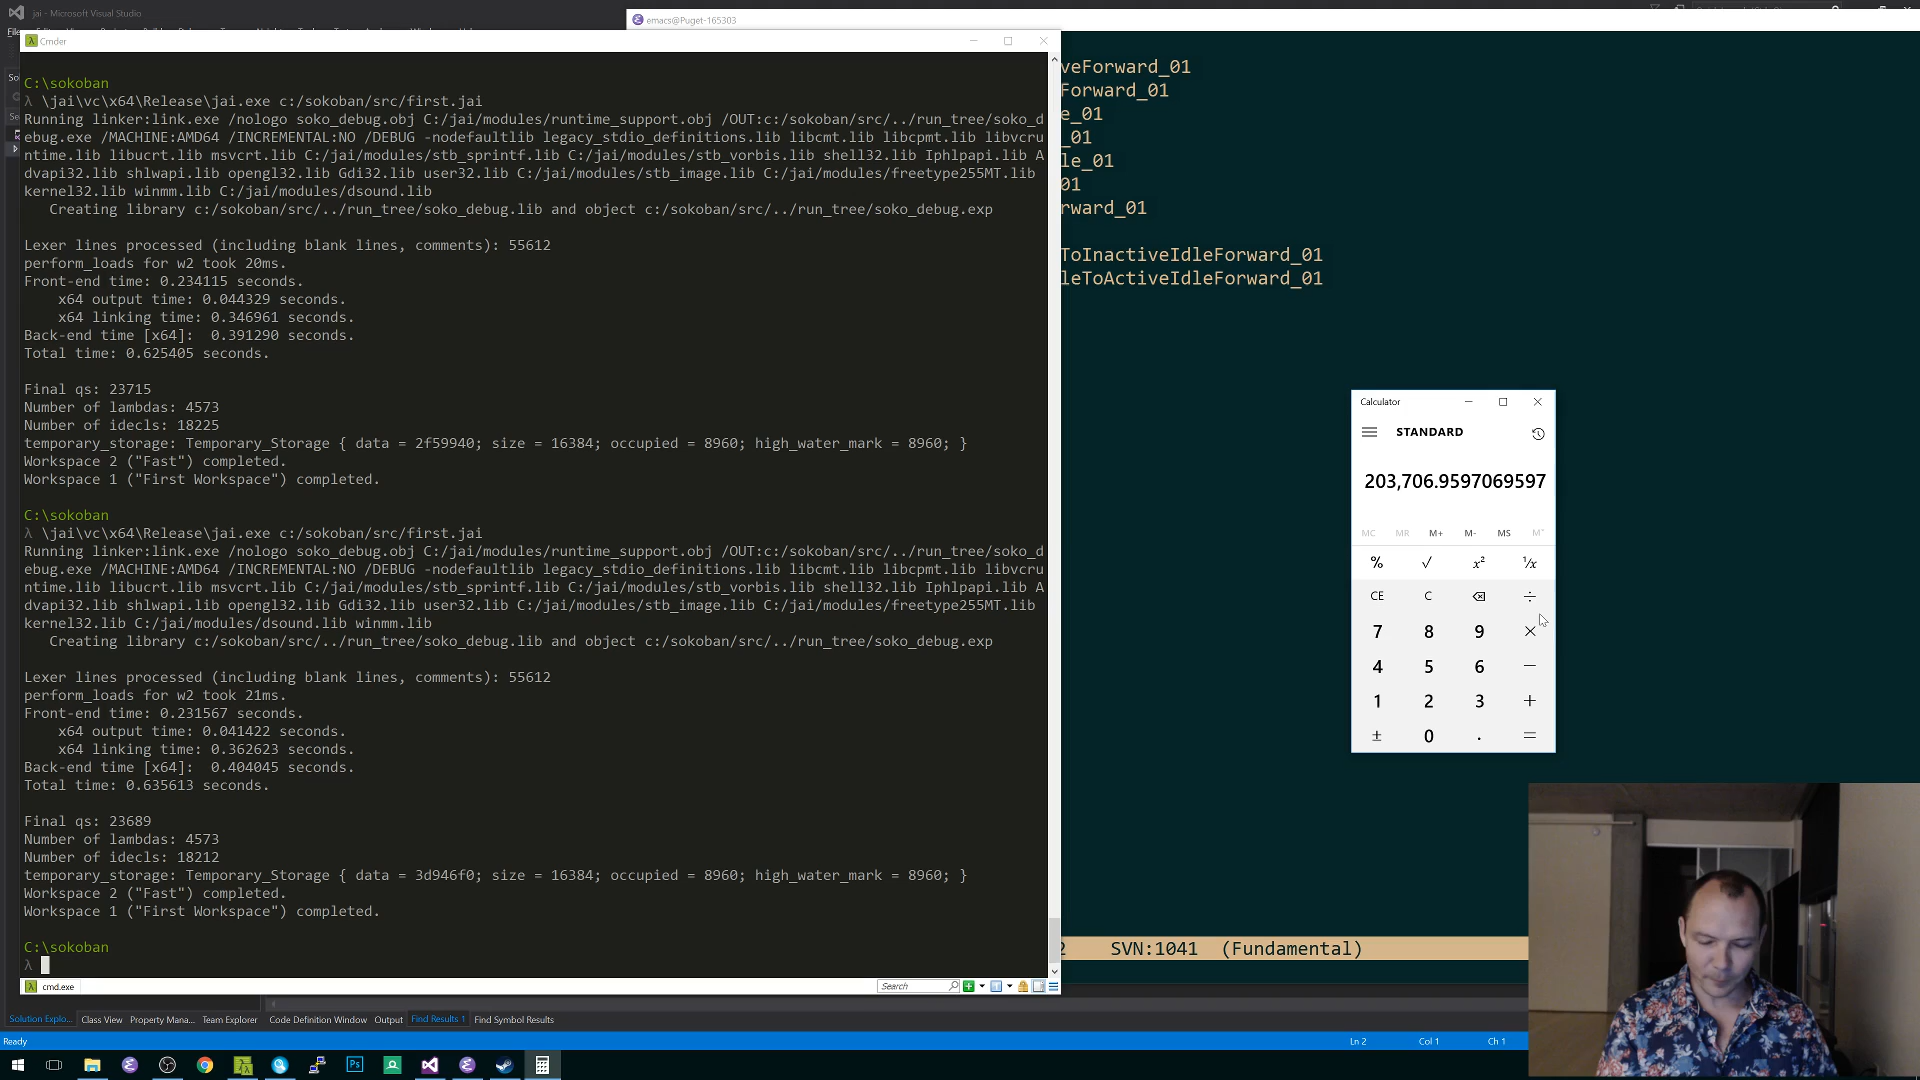 jai - Microsoft Visual Studio
emacs@Puget-165303
Cmder
C:\sokoban
λ \jai\vc\x64\Release\jai.exe c:/sokoban/src/first.jai
Running linker:link.exe /nologo soko_debug.obj C:/jai/modules/runtime_support.obj /OUT:c:/sokoban/src/../run_tree/soko_d
ebug.exe /MACHINE:AMD64 /INCREMENTAL:NO /DEBUG -nodefaultlib legacy_stdio_definitions.lib libcmt.lib libcpmt.lib libvcru
ntime.lib libucrt.lib msvcrt.lib C:/jai/modules/stb_sprintf.lib C:/jai/modules/stb_vorbis.lib shell32.lib Iphlpapi.lib A
dvapi32.lib shlwapi.lib opengl32.lib Gdi32.lib user32.lib C:/jai/modules/stb_image.lib C:/jai/modules/freetype255MT.lib
kernel32.lib winmm.lib C:/jai/modules/dsound.lib
Creating library c:/sokoban/src/../run_tree/soko_debug.lib and object c:/sokoban/src/../run_tree/soko_debug.exp
Lexer lines processed (including blank lines, comments): 55612
perform_loads for w2 took 20ms.
Front-end time: 0.234115 seconds.
x64 output time: 0.044329 seconds.
x64 linking time: 0.346961 seconds.
Back-end time [x64]:  0.391290 seconds.
Total time: 0.625405 seconds.
Final qs: 23715
Number of lambdas: 4573
Number of idecls: 18225
temporary_storage: Temporary_Storage { data = 2f59940; size = 16384; occupied = 8960; high_water_mark = 8960; }
Workspace 2 ("Fast") completed.
Workspace 1 ("First Workspace") completed.
C:\sokoban
λ \jai\vc\x64\Release\jai.exe c:/sokoban/src/first.jai
Running linker:link.exe /nologo soko_debug.obj C:/jai/modules/runtime_support.obj /OUT:c:/sokoban/src/../run_tree/soko_d
ebug.exe /MACHINE:AMD64 /INCREMENTAL:NO /DEBUG -nodefaultlib legacy_stdio_definitions.lib libcmt.lib libcpmt.lib libvcru
ntime.lib libucrt.lib msvcrt.lib C:/jai/modules/stb_sprintf.lib C:/jai/modules/stb_vorbis.lib shell32.lib Iphlpapi.lib A
dvapi32.lib shlwapi.lib opengl32.lib Gdi32.lib user32.lib C:/jai/modules/stb_image.lib C:/jai/modules/freetype255MT.lib
kernel32.lib C:/jai/modules/dsound.lib winmm.lib
Creating library c:/sokoban/src/../run_tree/soko_debug.lib and object c:/sokoban/src/../run_tree/soko_debug.exp
Lexer lines processed (including blank lines, comments): 55612
perform_loads for w2 took 21ms.
Front-end time: 0.231567 seconds.
x64 output time: 0.041422 seconds.
x64 linking time: 0.362623 seconds.
Back-end time [x64]:  0.404045 seconds.
Total time: 0.635613 seconds.
Final qs: 23689
Number of lambdas: 4573
Number of idecls: 18212
temporary_storage: Temporary_Storage { data = 3d946f0; size = 16384; occupied = 8960; high_water_mark = 8960; }
Workspace 2 ("Fast") completed.
Workspace 1 ("First Workspace") completed.
C:\sokoban
λ
cmd.exe
Search
veForward_01
Forward_01
e_01
_01
le_01
01
rward_01
ToInactiveIdleForward_01
leToActiveIdleForward_01
Calculator
STANDARD
203,706.9597069597
MC MR M+ M- MS M˅
% √ x² ¹/x
CE C ÷
7 8 9 ×
4 5 6 −
1 2 3 +
± 0 . =
2 SVN:1041 (Fundamental)
Solution Explo... Class View Property Mana... Team Explorer Code Definition Window Output Find Results 1 Find Symbol Results
Ready Ln 2 Col 1 Ch 1